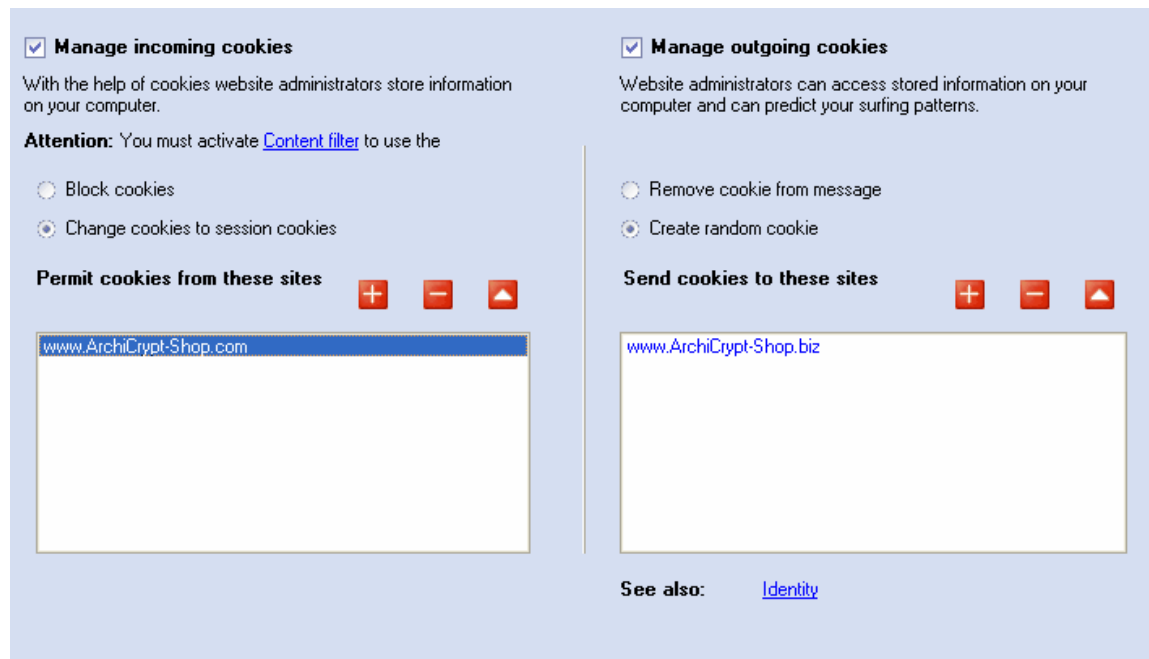 Manage incoming cookies
With the help of cookies website administrators store information
on your computer.
Attention: You must activate Content filter to use the
Block cookies
Change cookies to session cookies
Permit cookies from these sites
www.ArchiCrypt-Shop.com
Manage outgoing cookies
Website administrators can access stored information on your
computer and can predict your surfing patterns.
Remove cookie from message
Create random cookie
Send cookies to these sites
www.ArchiCrypt-Shop.biz
See also: Identity